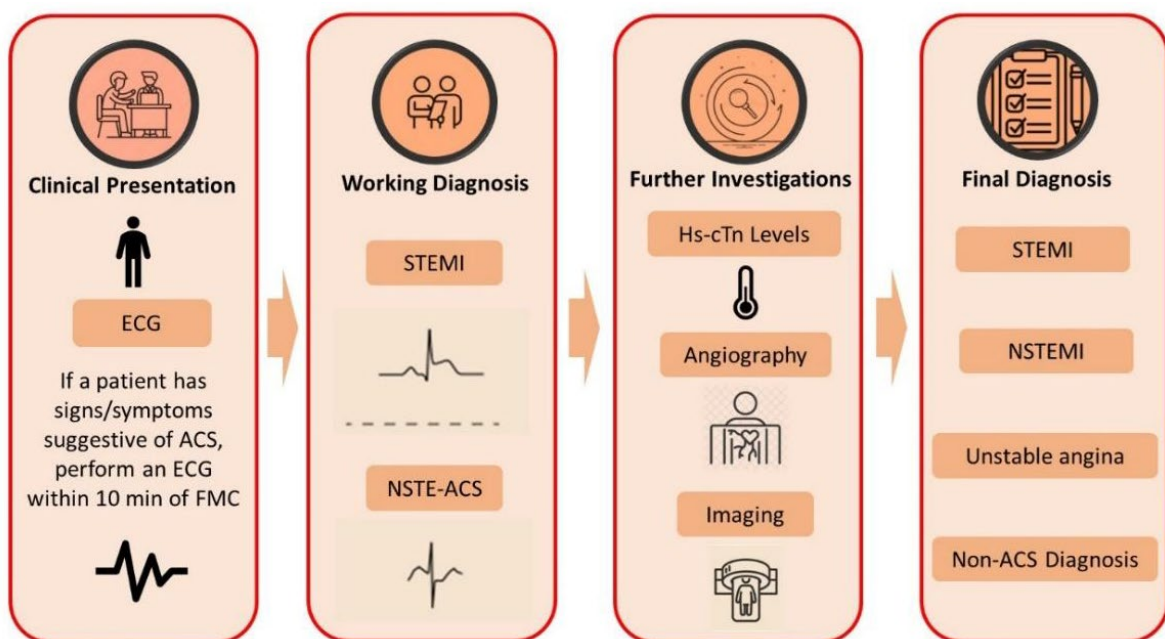 Clinical Presentation
ECG
If a patient has
signs/symptoms
suggestive of ACS,
perform an ECG
within 10 min of FMC
Working Diagnosis
STEMI
NSTE-ACS
Further Investigations
Hs-cTn Levels
Angiography
Imaging
Final Diagnosis
STEMI
NSTEMI
Unstable angina
Non-ACS Diagnosis